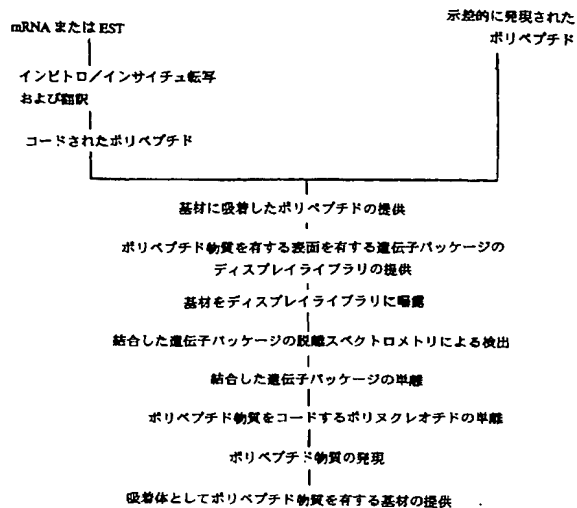 mRNA または EST
示控的に発現された
ポリペプチド
インビトロ／インサイチュ転写
および翻訳
コードされたポリペプチド
基材に吸着したポリペプチドの提供
ポリペプチド物質を有する表面を有する遺伝子パッケージの
ディスプレイライブラリの提供
基材をディスプレイライブラリに曝露
結合した遺伝子パッケージの脱離スペクトロメトリによる検出
結合した遺伝子パッケージの単離
ポリペプチド物質をコードするポリヌクレオチドの単離
ポリペプチド物質の発現
吸着体としてポリペプチド物質を有する基材の提供